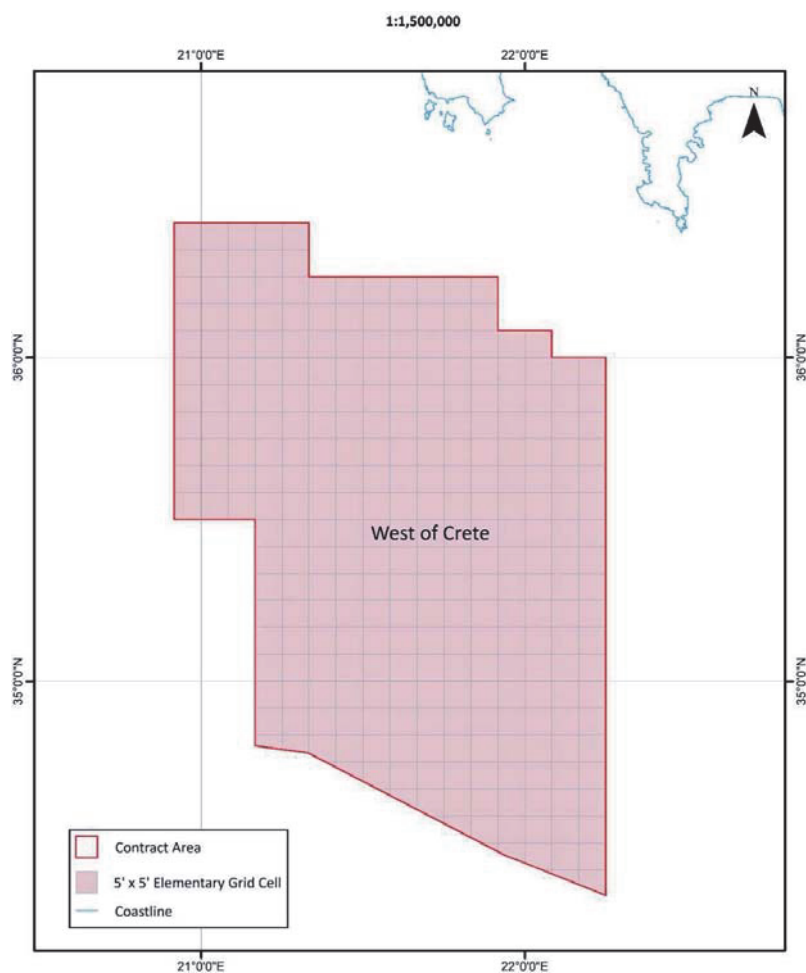 1:1,500,000
21°0'0"E
22°0'0"E
N
36°0'0"N
36°0'0"N
West of Crete
35°0'0"N
35°0'0"N
Contract Area
5' x 5' Elementary Grid Cell
Coastline
21°0'0"E
22°0'0"E